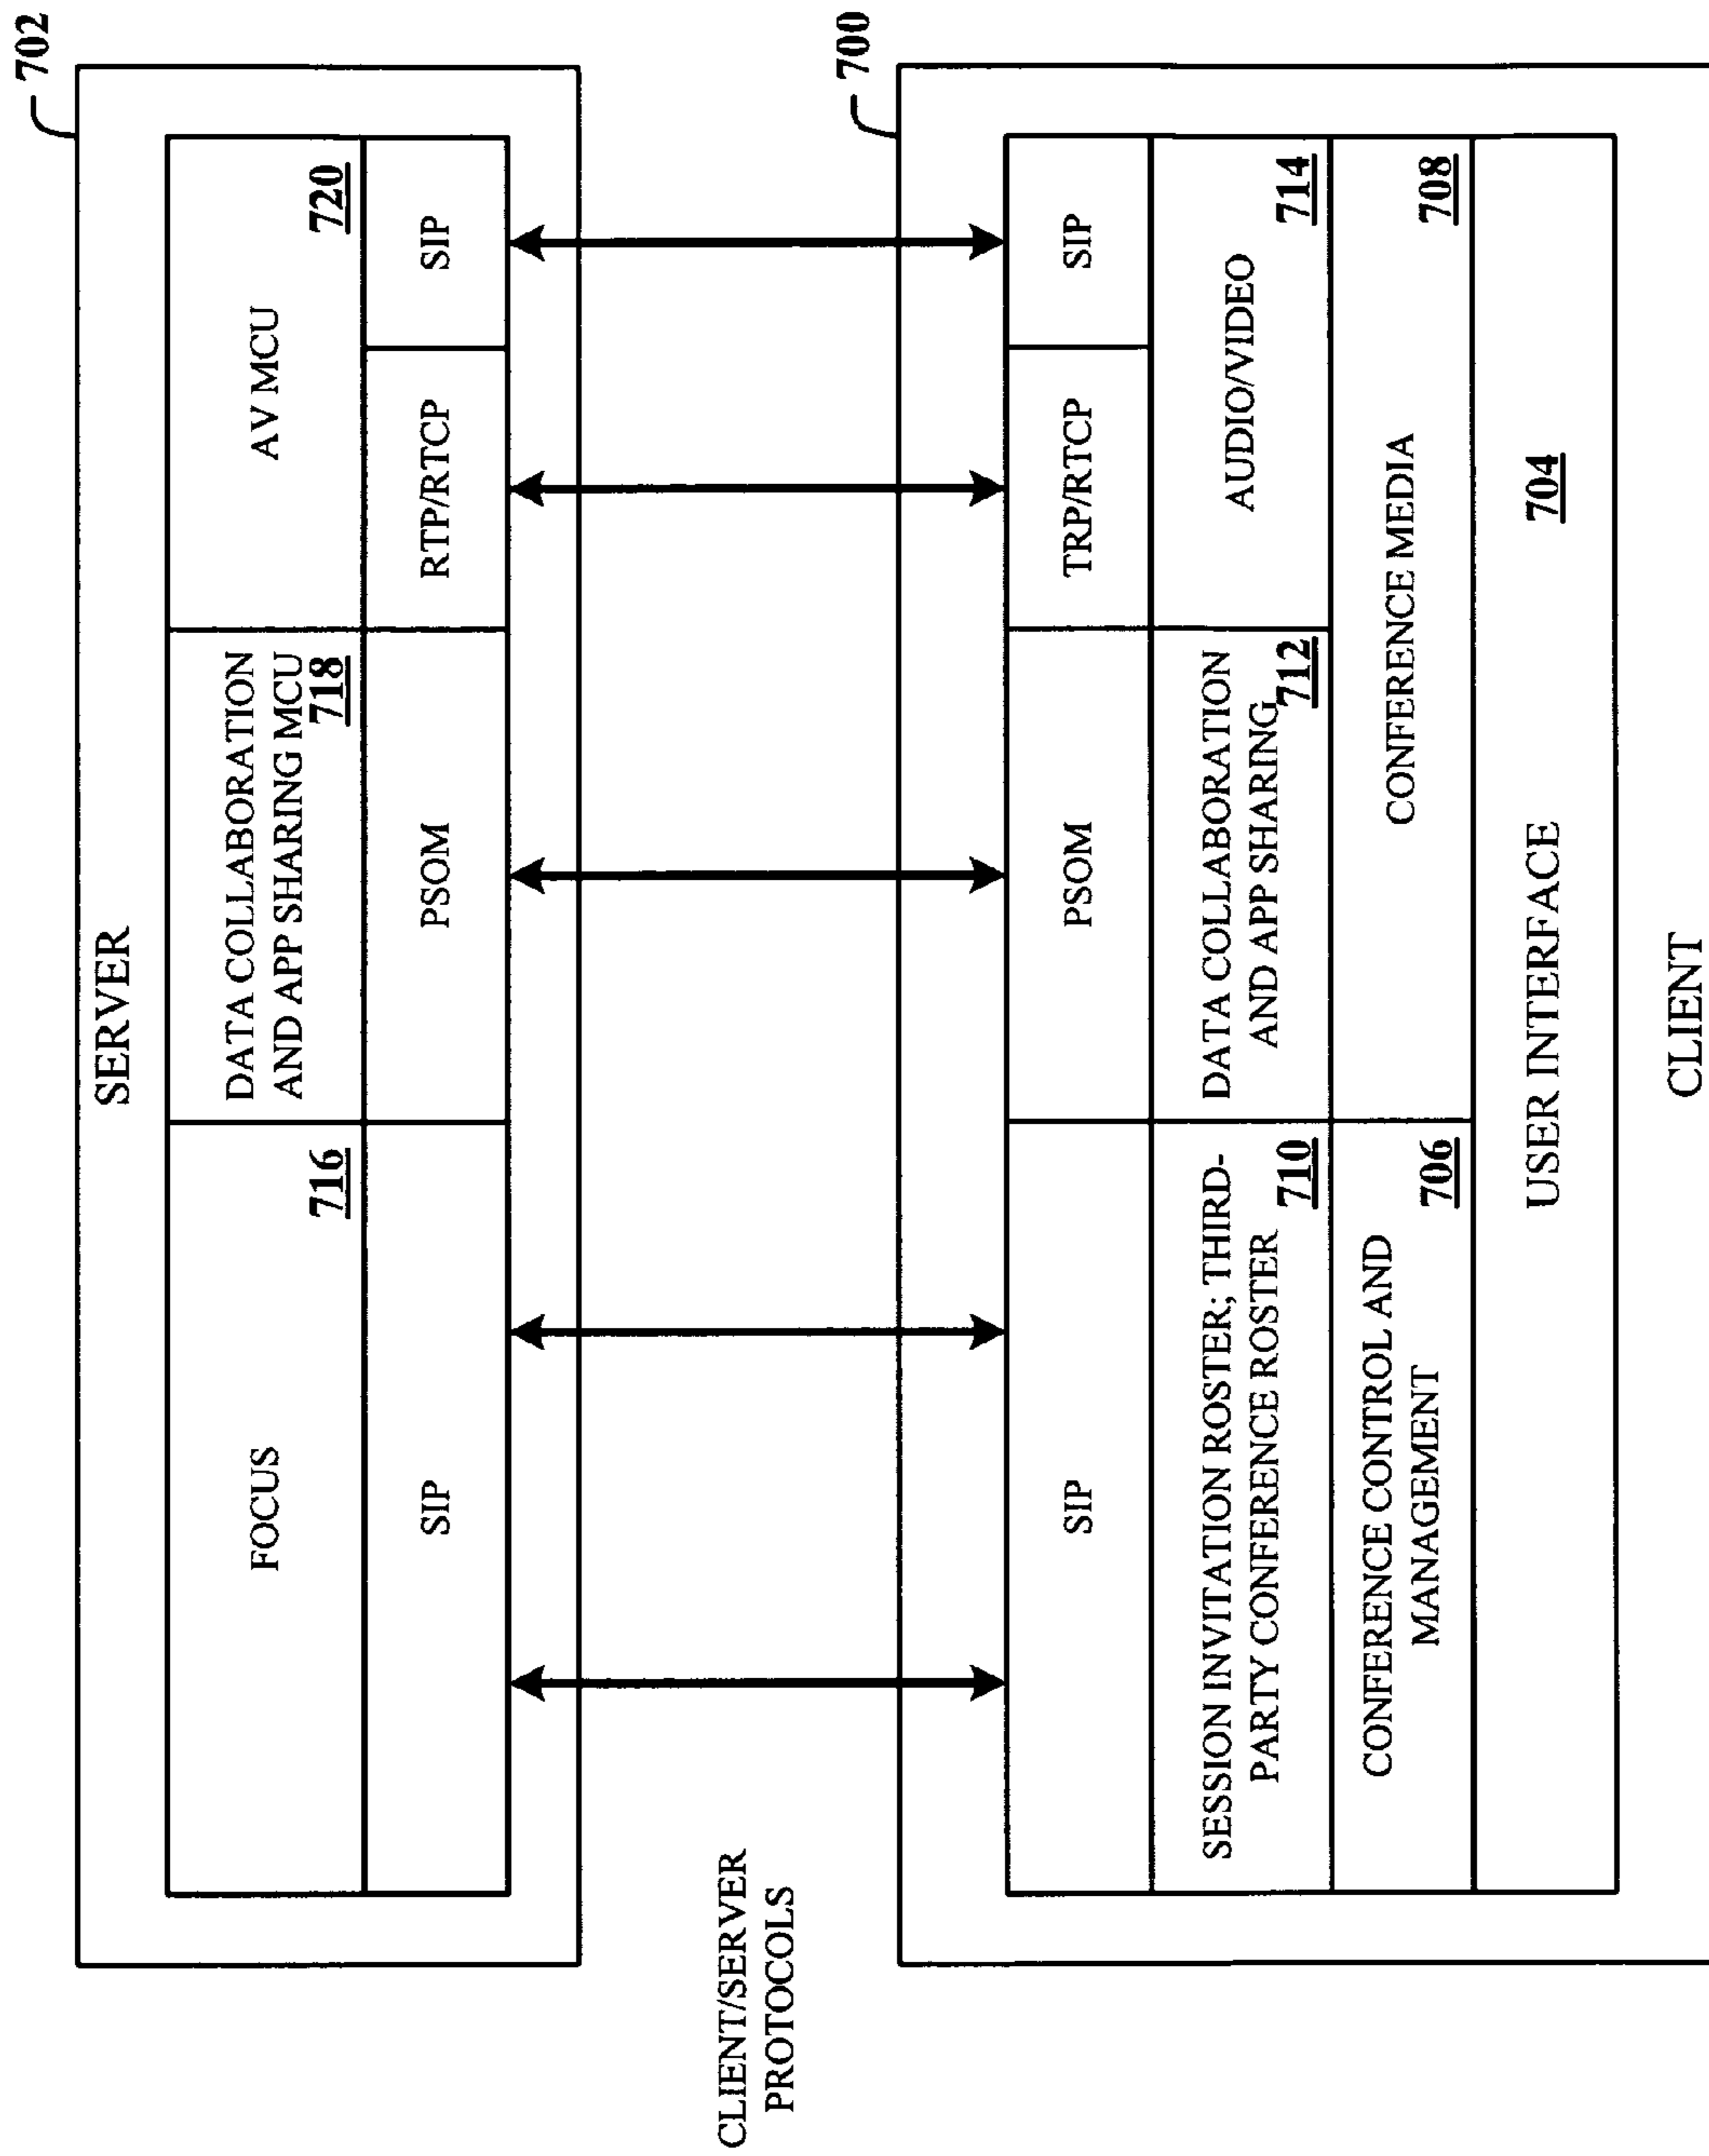 702
SERVER
FOCUS
716
DATA COLLABORATION
AND APP SHARING MCU
718
AV MCU
720
SIP
PSOM
RTP/RTCP
SIP
CLIENT/SERVER
PROTOCOLS
700
SIP
PSOM
TRP/RTCP
SIP
SESSION INVITATION ROSTER; THIRD-
PARTY CONFERENCE ROSTER
710
DATA COLLABORATION
AND APP SHARING
712
AUDIO/VIDEO
714
CONFERENCE CONTROL AND
MANAGEMENT
706
CONFERENCE MEDIA
708
USER INTERFACE
704
CLIENT